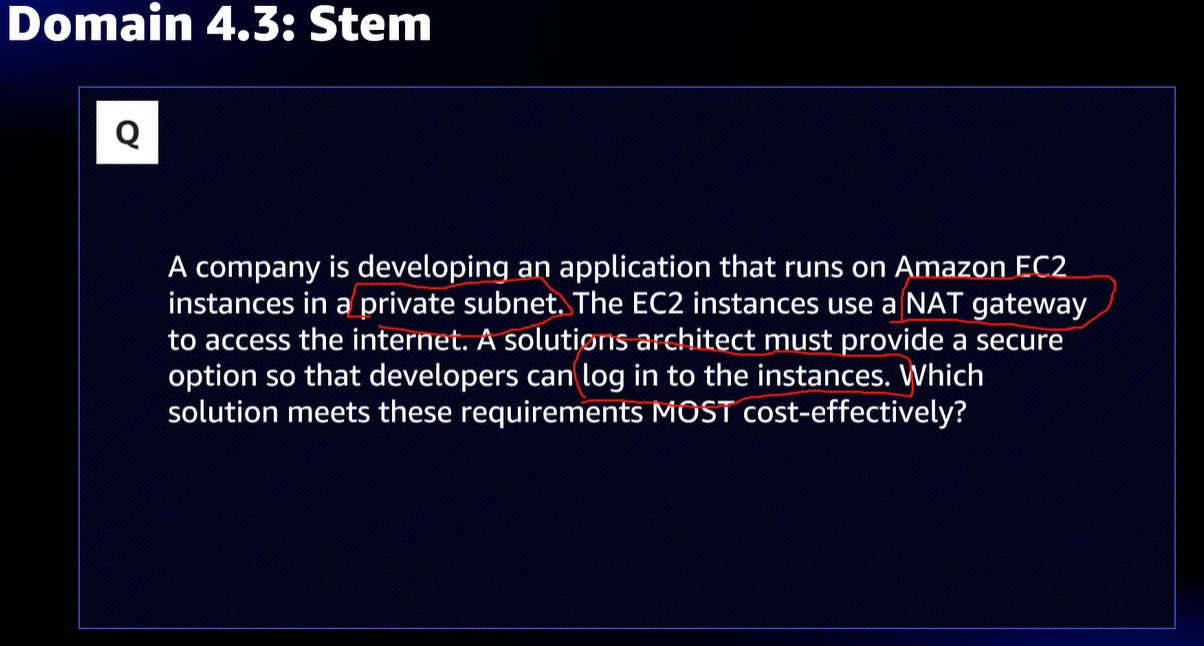 Domain 4.3: Stem
Q
A company is developing an application that runs on Amazon EC2
instances in a private subnet. The EC2 instances use a NAT gateway
to access the internet. A solutions architect must provide a secure
option so that developers can log in to the instances. Which
solution meets these requirements MOST cost-effectively?